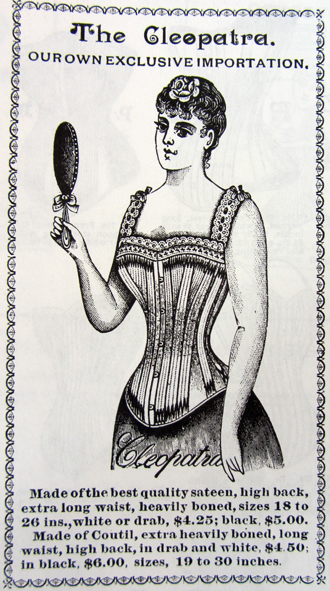 The Cleopatra.
OUR OWN EXCLUSIVE IMPORTATION.
Cleopatra
Made of the best quality sateen, high back,
extra long waist, heavily boned, sizes 18 to
26 ins., white or drab, $4.25; black, $5.00.
Made of Coutil, extra heavily boned, long
waist, high back, in drab and white, $4.50;
in black, $6.00, sizes, 19 to 30 inches.